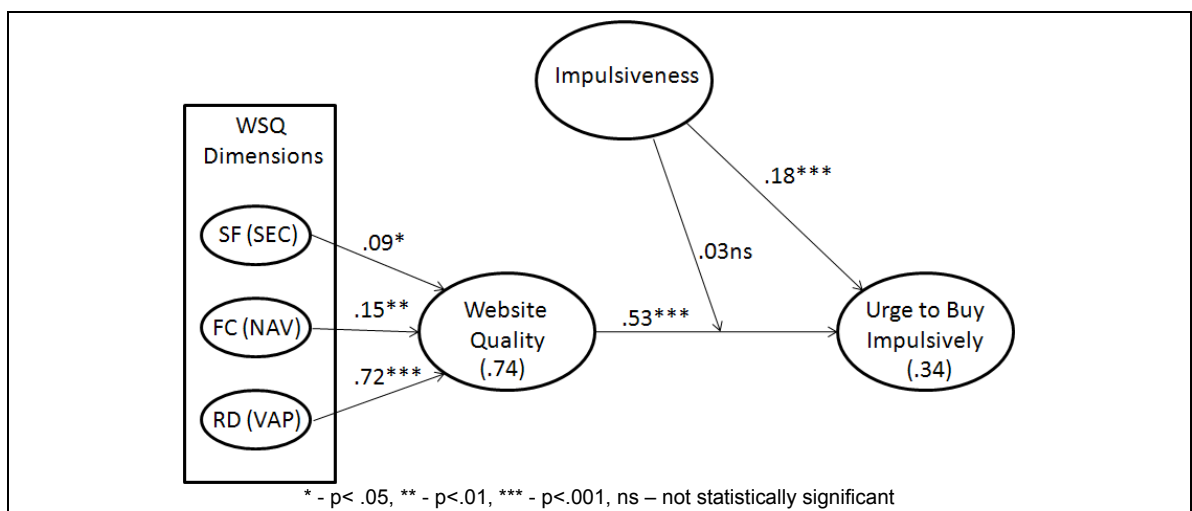 Impulsiveness
WSQ
Dimensions
.18***
SF (SEC)
.09*
.03ns
FC (NAV)
.15**
Website
Quality
(.74)
.53***
Urge to Buy
Impulsively
(.34)
.72***
RD (VAP)
* - p< .05, ** - p<.01, *** - p<.001, ns – not statistically significant